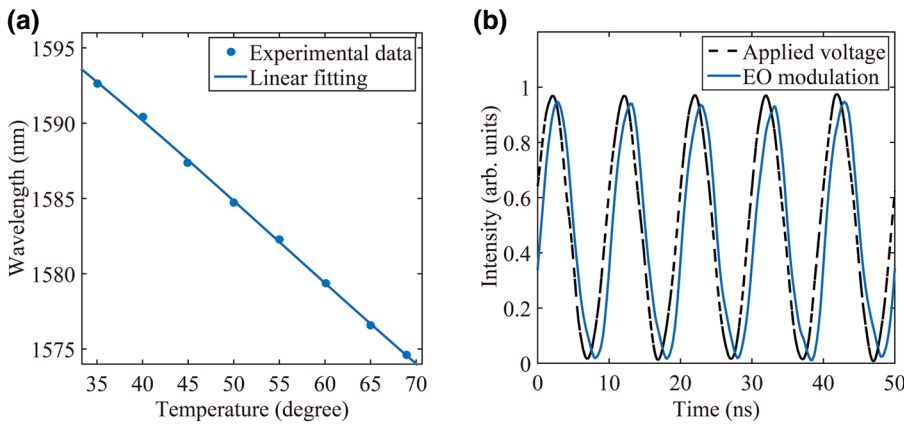 (a)
1595
1590
1585
1580
1575
Wavelength (nm)
Experimental data
Linear fitting
35 40 45 50 55 60 65 70
Temperature (degree)
(b)
1
0.8
0.6
0.4
0.2
0
Intensity (arb. units)
Applied voltage
EO modulation
0 10 20 30 40 50
Time (ns)